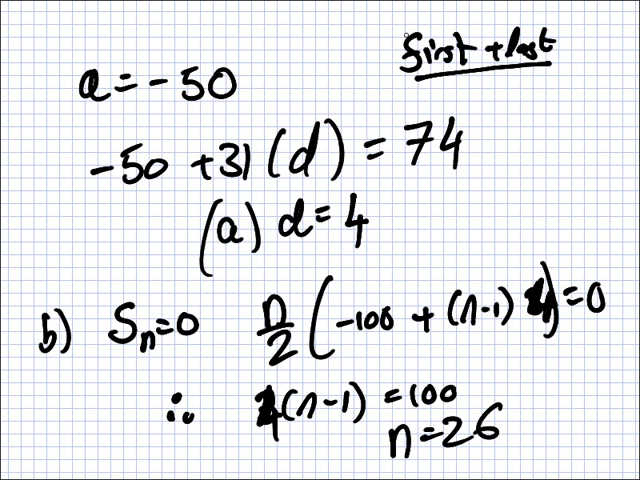 first + last
a = - 50
- 50 + 31 (d) = 74
(a) d = 4
b) Sn = 0 n/2 (-100 + (n-1) 4) = 0
∴ 4(n-1) = 100
n = 26